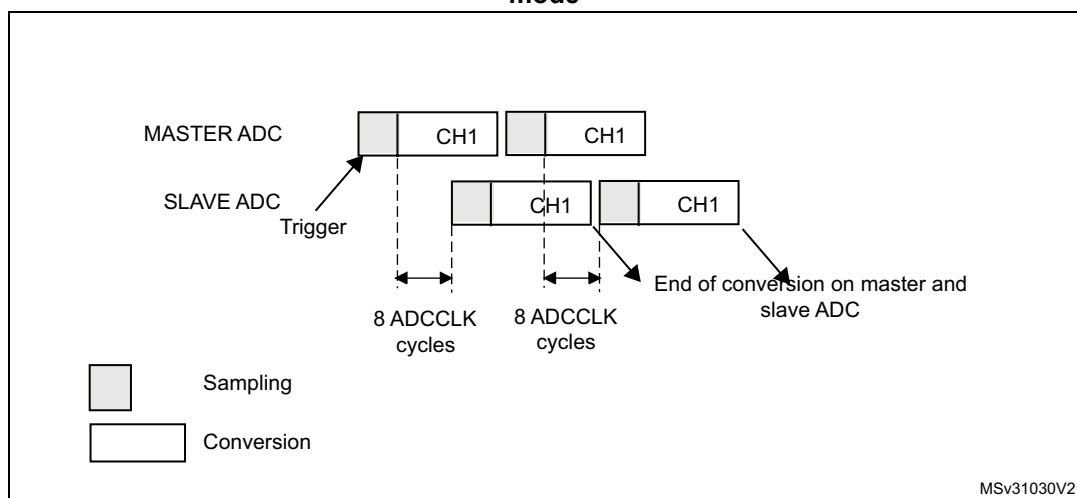 mode
MASTER ADC
CH1
CH1
SLAVE ADC
CH1
CH1
Trigger
End of conversion on master and
slave ADC
8 ADCCLK
cycles
8 ADCCLK
cycles
Sampling
Conversion
MSv31030V2